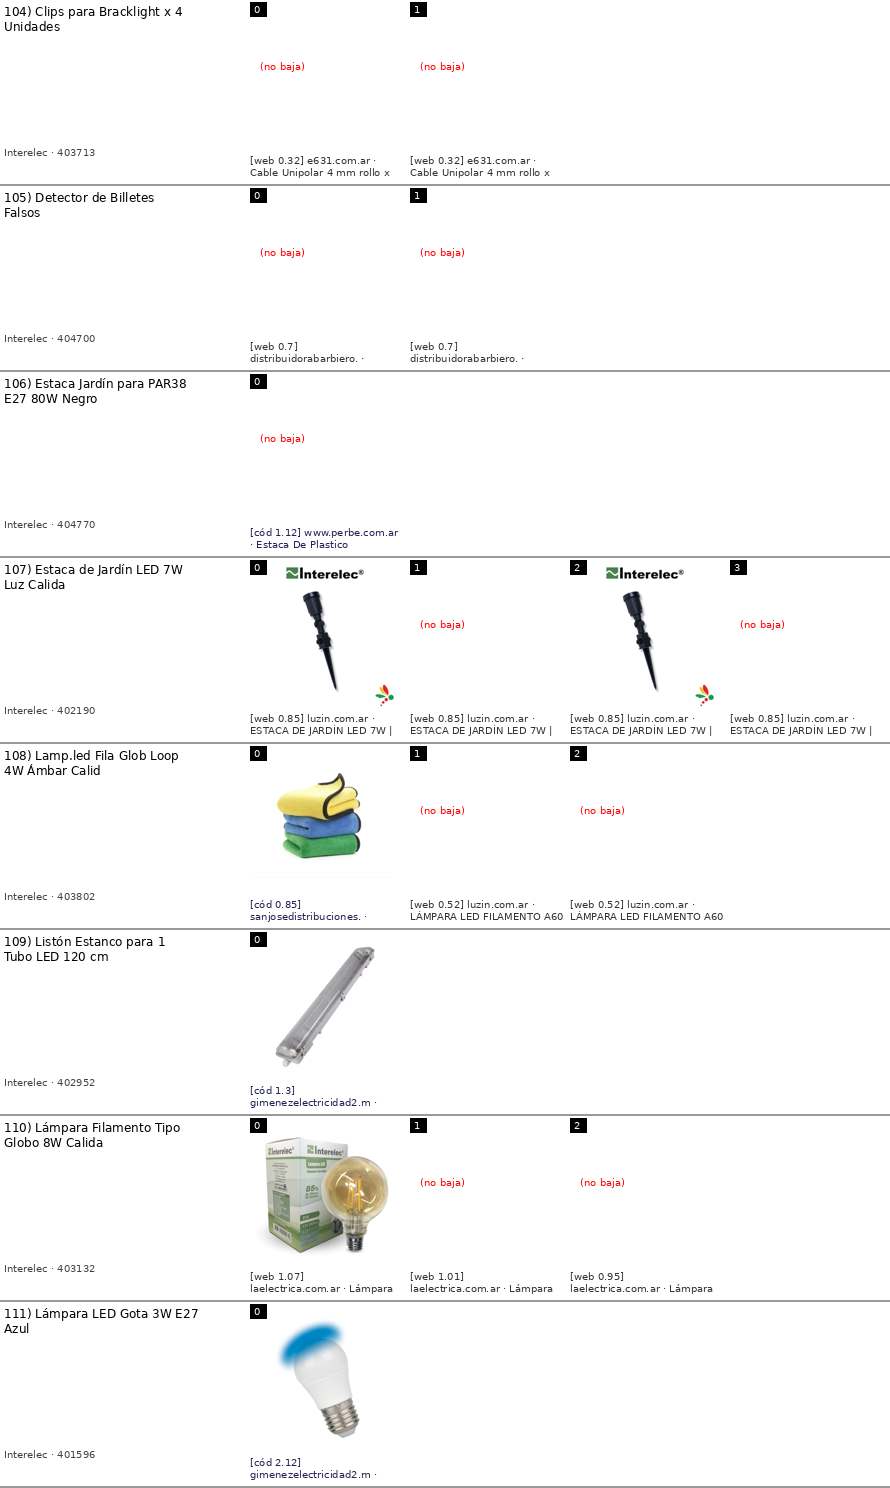 104) Clips para Bracklight x 4
Unidades
0
1
(no baja)
(no baja)
Interelec · 403713
[web 0.32] e631.com.ar ·
Cable Unipolar 4 mm rollo x
[web 0.32] e631.com.ar ·
Cable Unipolar 4 mm rollo x
105) Detector de Billetes
Falsos
0
1
(no baja)
(no baja)
Interelec · 404700
[web 0.7]
distribuidorabarbiero. ·
[web 0.7]
distribuidorabarbiero. ·
106) Estaca Jardín para PAR38
E27 80W Negro
0
(no baja)
Interelec · 404770
[cód 1.12] www.perbe.com.ar
· Estaca De Plastico
107) Estaca de Jardín LED 7W
Luz Calida
0
Interelec®
1
(no baja)
2
Interelec®
3
(no baja)
Interelec · 402190
[web 0.85] luzin.com.ar ·
ESTACA DE JARDÍN LED 7W |
[web 0.85] luzin.com.ar ·
ESTACA DE JARDÍN LED 7W |
[web 0.85] luzin.com.ar ·
ESTACA DE JARDÍN LED 7W |
[web 0.85] luzin.com.ar ·
ESTACA DE JARDÍN LED 7W |
108) Lamp.led Fila Glob Loop
4W Ámbar Calid
0
1
(no baja)
2
(no baja)
Interelec · 403802
[cód 0.85]
sanjosedistribuciones. ·
[web 0.52] luzin.com.ar ·
LÁMPARA LED FILAMENTO A60
[web 0.52] luzin.com.ar ·
LÁMPARA LED FILAMENTO A60
109) Listón Estanco para 1
Tubo LED 120 cm
0
Interelec · 402952
[cód 1.3]
gimenezelectricidad2.m ·
110) Lámpara Filamento Tipo
Globo 8W Calida
0
Interelec®
Interelec®
85%
1
(no baja)
2
(no baja)
Interelec · 403132
[web 1.07]
laelectrica.com.ar · Lámpara
[web 1.01]
laelectrica.com.ar · Lámpara
[web 0.95]
laelectrica.com.ar · Lámpara
111) Lámpara LED Gota 3W E27
Azul
0
Interelec · 401596
[cód 2.12]
gimenezelectricidad2.m ·